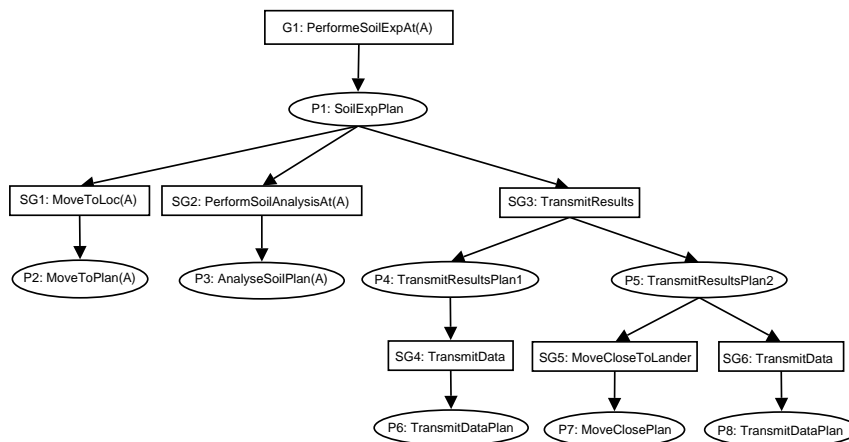 G1: PerformeSoilExpAt(A)
P1: SoilExpPlan
SG1: MoveToLoc(A)
SG2: PerformSoilAnalysisAt(A)
SG3: TransmitResults
P2: MoveToPlan(A)
P3: AnalyseSoilPlan(A)
P4: TransmitResultsPlan1
P5: TransmitResultsPlan2
SG4: TransmitData
SG5: MoveCloseToLander
SG6: TransmitData
P6: TransmitDataPlan
P7: MoveClosePlan
P8: TransmitDataPlan